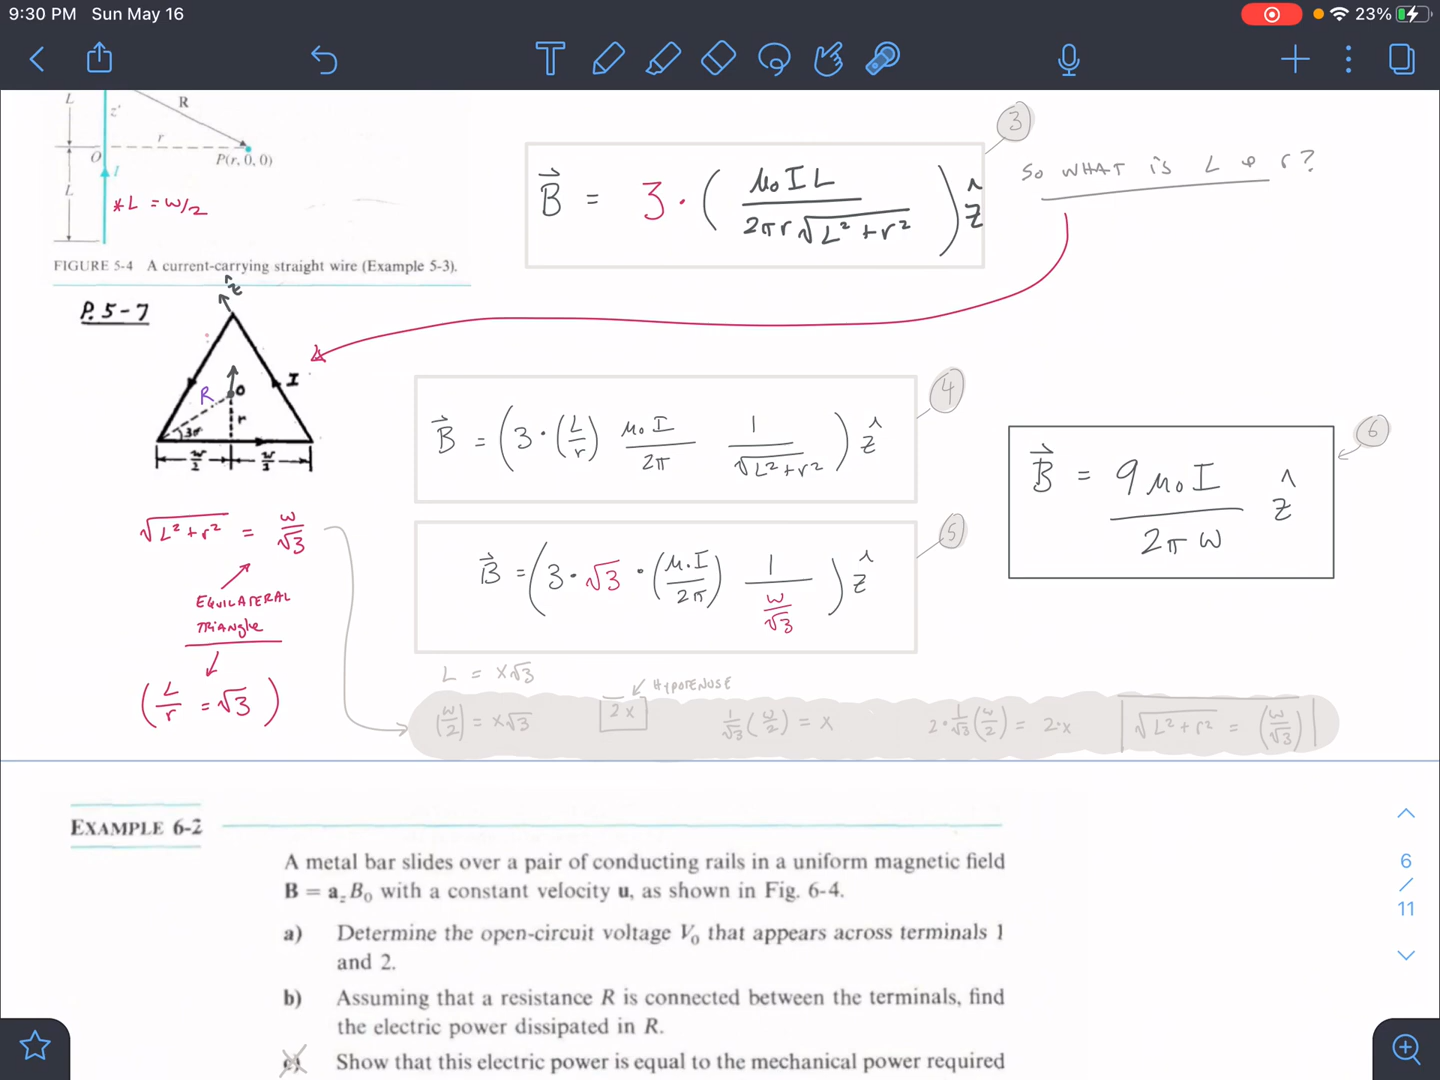 9:30 PM Sun May 16
23%
L
z'
R
r
O
P(r, 0, 0)
I
L
*L = w/2
FIGURE 5-4 A current-carrying straight wire (Example 5-3).
3
B⃗ = 3 · ( μ₀IL / 2πr√(L²+r²) ) ẑ
So WHAT is L & r?
P. 5-7
ẑ
I
R
O
r
30
w/2
w/2
4
B⃗ = (3 · (L/r) μ₀I/2π 1/√(L²+r²)) ẑ
6
B⃗ = 9μ₀I / 2πw ẑ
√(L²+r²) = w/√3
5
B⃗ = (3 · √3 · (μ.I/2π) 1/(w/√3)) ẑ
EQUILATERAL
TRIANGLE
(L/r = √3)
L = x√3
HYPOTENUSE
(w/2) = x√3
2x
1/√3 (w/2) = x
2·1/√3 (w/2) = 2·x
√(L²+r²) = (w/√3)
EXAMPLE 6-2
A metal bar slides over a pair of conducting rails in a uniform magnetic field
B = a_z B₀ with a constant velocity u, as shown in Fig. 6-4.
a) Determine the open-circuit voltage V₀ that appears across terminals 1
and 2.
b) Assuming that a resistance R is connected between the terminals, find
the electric power dissipated in R.
Show that this electric power is equal to the mechanical power required
6
/
11